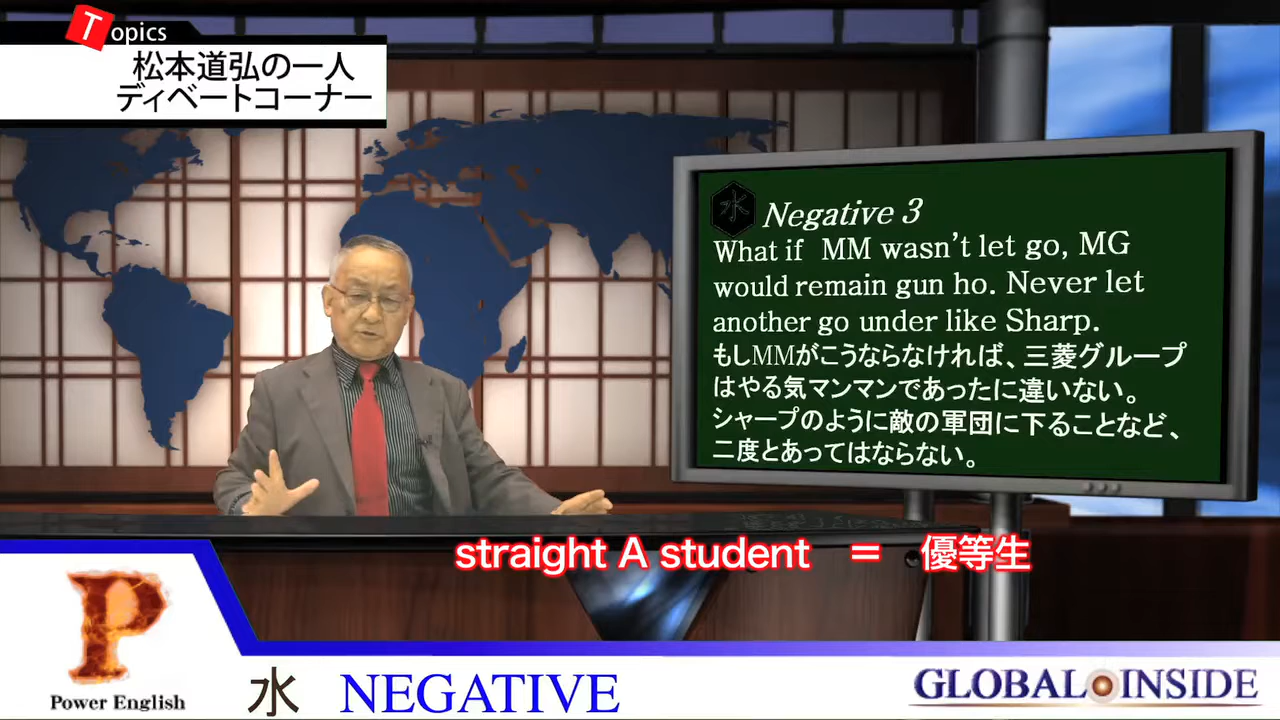 Topics
松本道弘の一人
ディベートコーナー
水
Negative 3
What if MM wasn't let go, MG
would remain gun ho. Never let
another go under like Sharp.
もしMMがこうならなければ、三菱グループ
はやる気マンマンであったに違いない。
シャープのように敵の軍団に下ることなど、
二度とあってはならない。
straight A student = 優等生
P
Power English
水 NEGATIVE
GLOBAL INSIDE